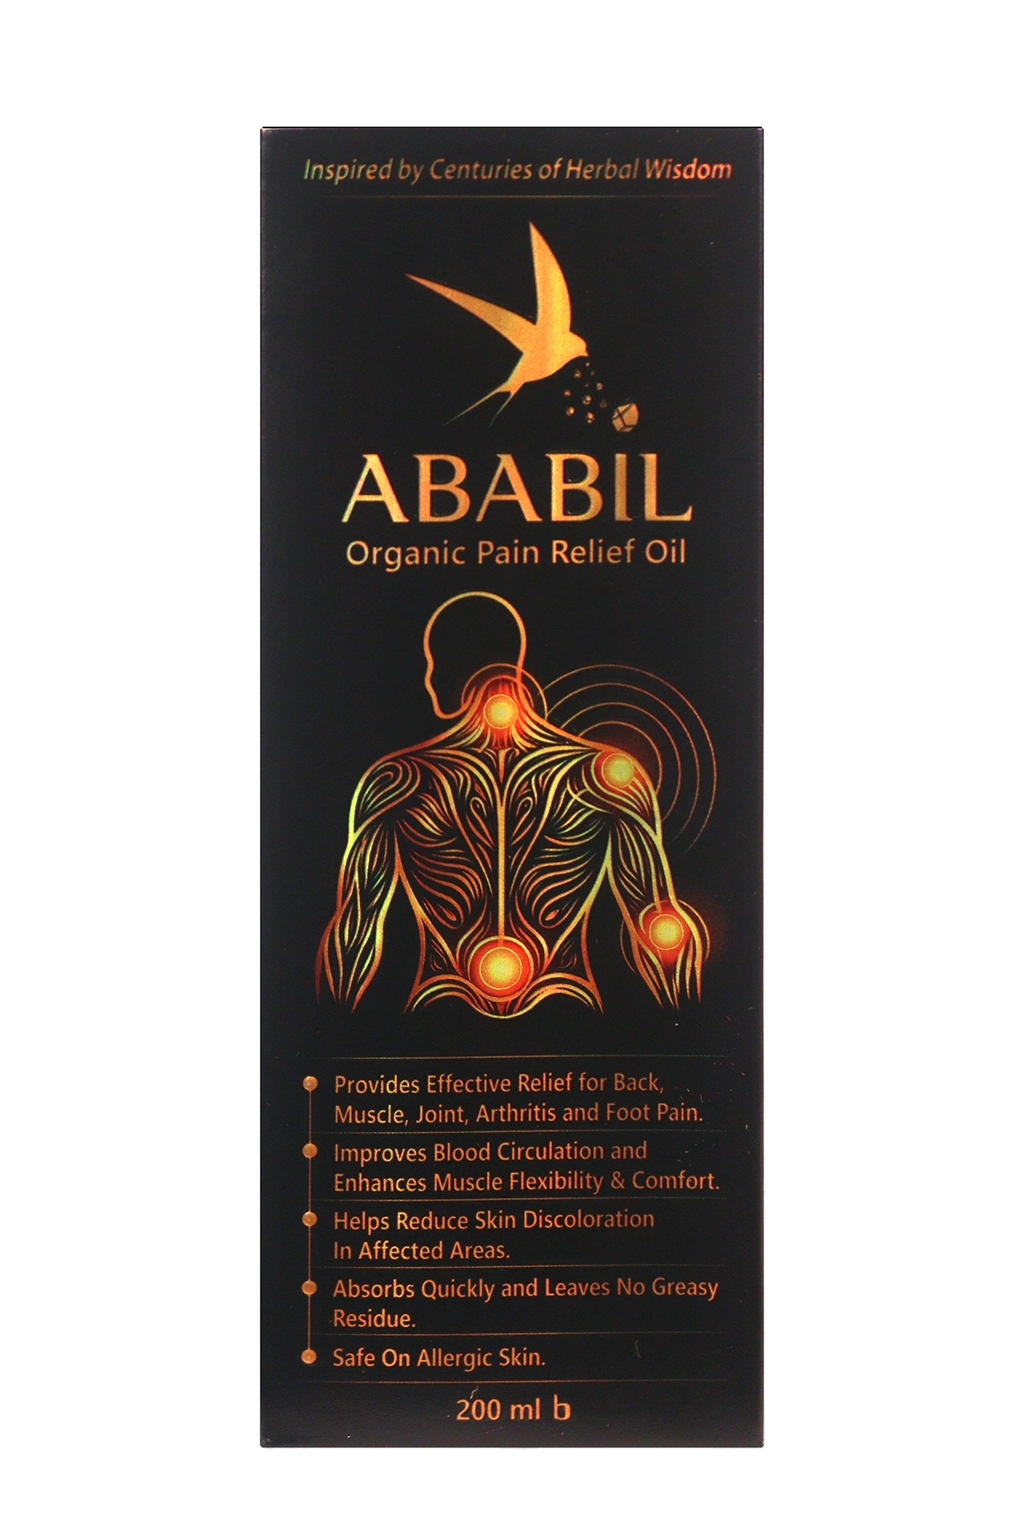 Inspired by Centuries of Herbal Wisdom
ABABIL
Organic Pain Relief Oil
Provides Effective Relief for Back,
Muscle, Joint, Arthritis and Foot Pain.
Improves Blood Circulation and
Enhances Muscle Flexibility & Comfort.
Helps Reduce Skin Discoloration
In Affected Areas.
Absorbs Quickly and Leaves No Greasy
Residue.
Safe On Allergic Skin.
200 ml b